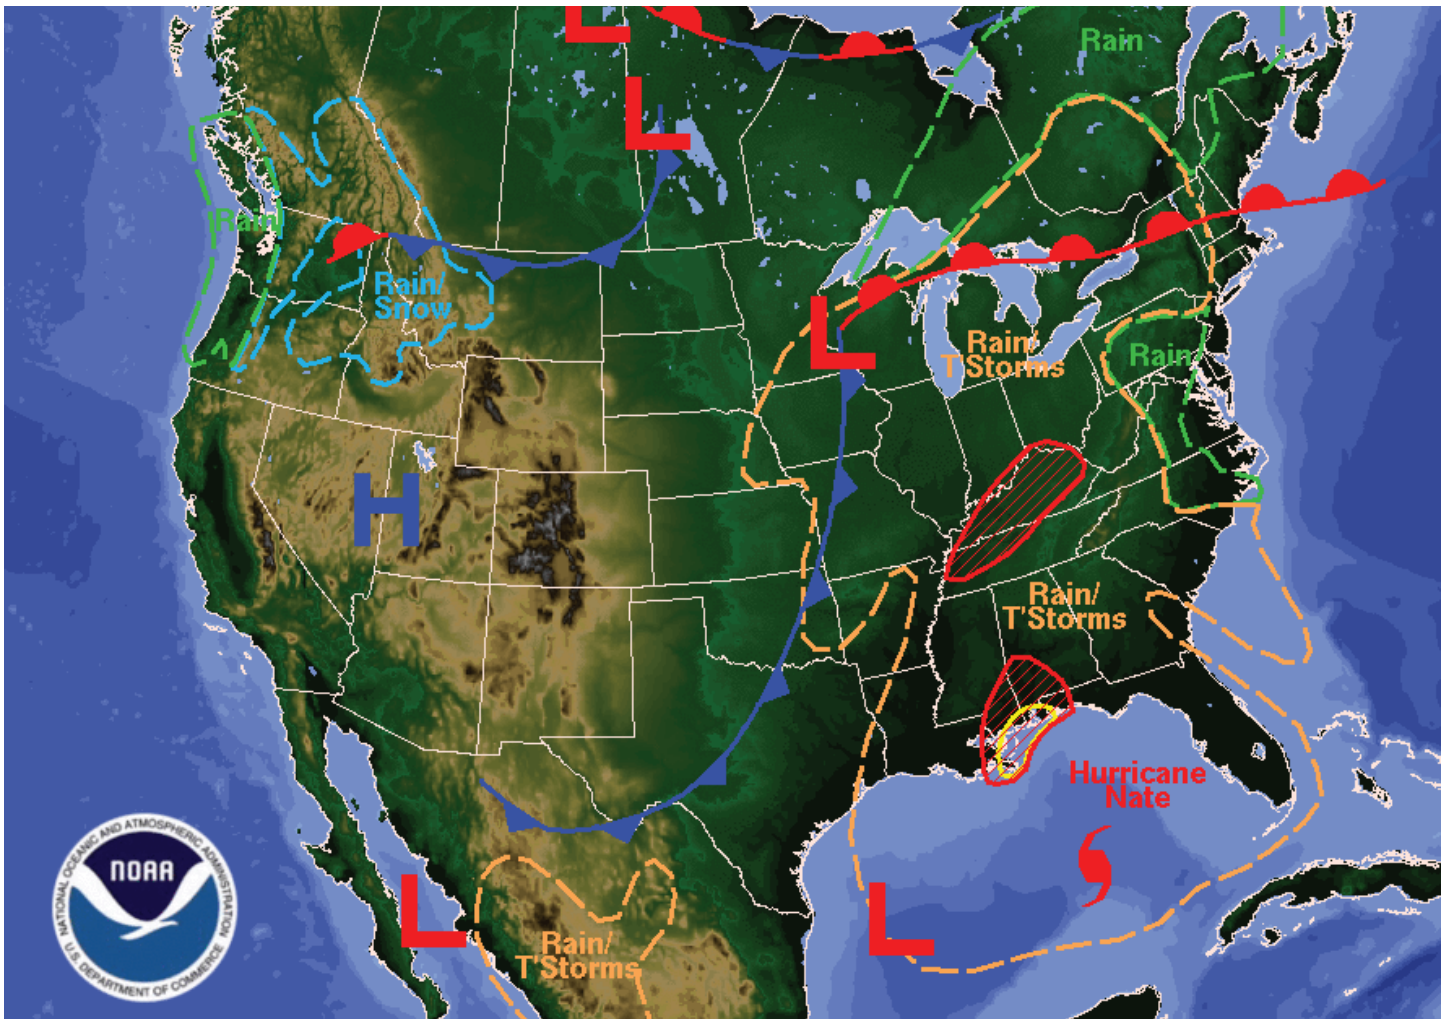 L
Rain
L
Rain
Rain/
Snow
L
Rain/
T'Storms
Rain
H
Rain/
T'Storms
Hurricane
Nate
L
L
Rain/
T'Storms
NATIONAL OCEANIC AND ATMOSPHERIC ADMINISTRATION
NOAA
U.S. DEPARTMENT OF COMMERCE